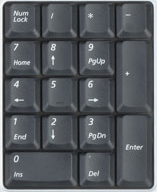 Num Lock / * −
7 Home 8 ↑ 9 PgUp +
4 ← 5 6 →
1 End 2 ↓ 3 PgDn Enter
0 Ins . Del